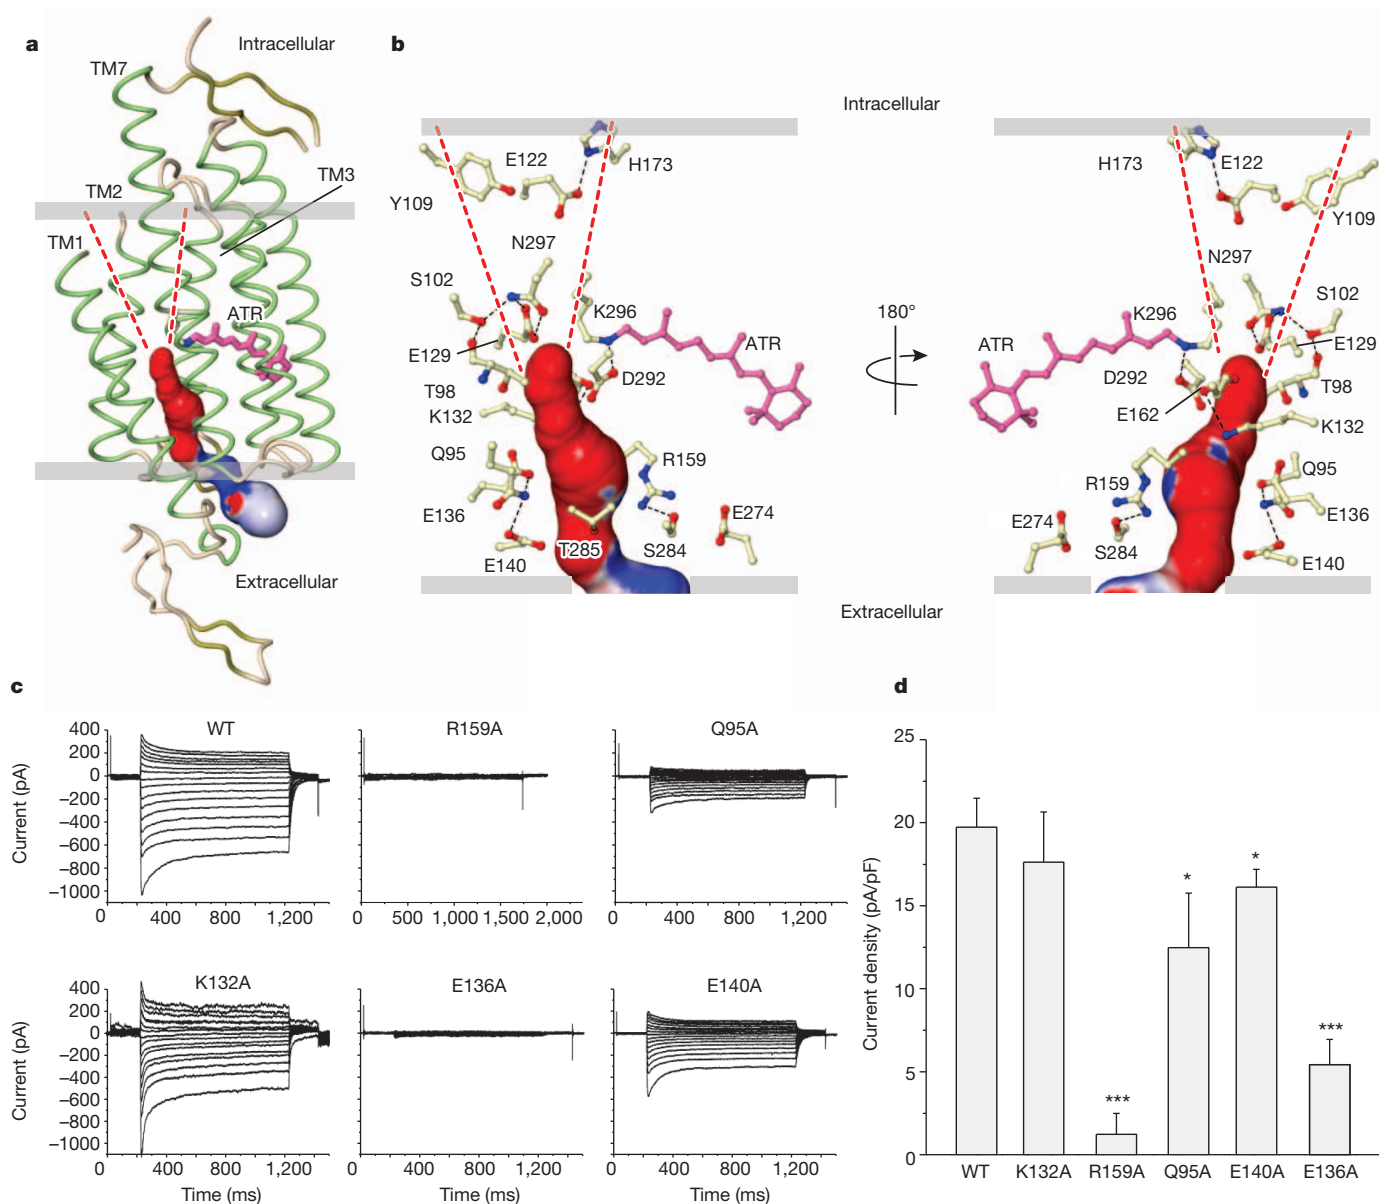 a
Intracellular
TM7
TM3
TM2
TM1
ATR
Extracellular
b
Intracellular
E122
H173
Y109
N297
S102
K296
ATR
E129
D292
T98
K132
Q95
R159
E136
E274
T285
S284
E140
180°
H173
E122
Y109
N297
S102
K296
ATR
E129
D292
T98
E162
K132
R159
Q95
E274
E136
S284
E140
Extracellular
c
WT
R159A
Q95A
400
200
0
−200
−400
−600
−800
−1000
Current (pA)
0 400 800 1,200
0 500 1,000 1,500 2,000
0 400 800 1,200
K132A
E136A
E140A
400
200
0
−200
−400
−600
−800
−1000
Current (pA)
0 400 800 1,200
0 400 800 1,200
0 400 800 1,200
Time (ms)
Time (ms)
Time (ms)
d
25
20
15
10
5
0
Current density (pA/pF)
***
*
*
***
WT K132A R159A Q95A E140A E136A